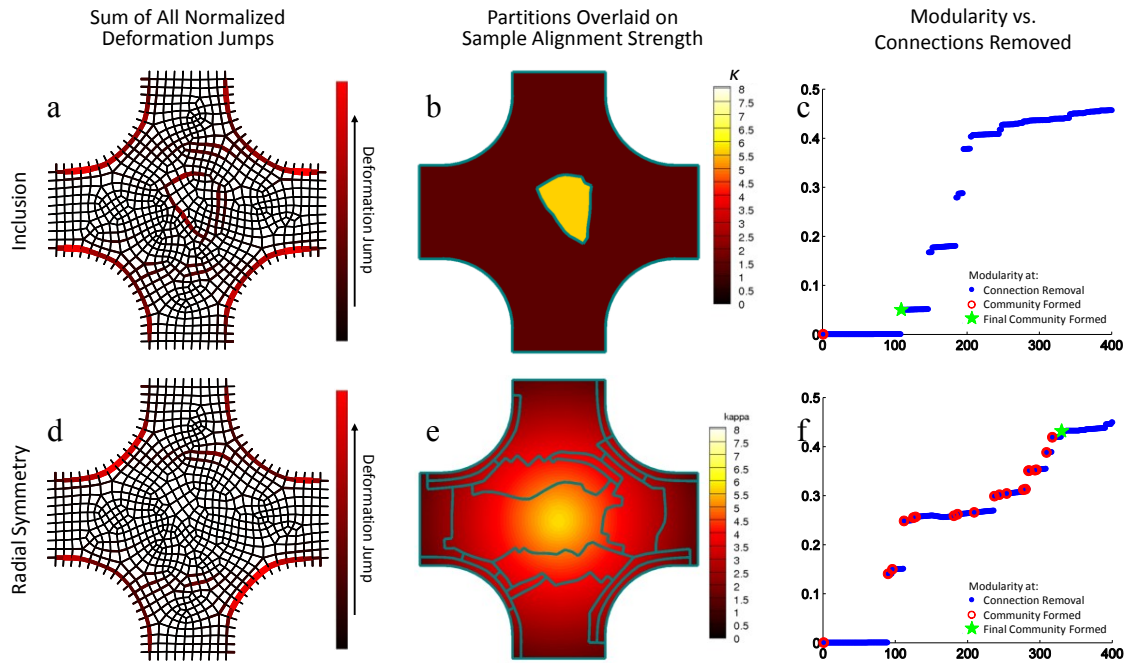 Sum of All Normalized
Deformation Jumps
Partitions Overlaid on
Sample Alignment Strength
Modularity vs.
Connections Removed
Inclusion
a
Deformation Jump
b
K
8
7.5
7
6.5
6
5.5
5
4.5
4
3.5
3
2.5
2
1.5
1
0.5
0
c
0.5
0.4
0.3
0.2
0.1
0
0
100
200
300
400
Modularity at:
Connection Removal
Community Formed
Final Community Formed
Radial Symmetry
d
Deformation Jump
e
kappa
8
7.5
7
6.5
6
5.5
5
4.5
4
3.5
3
2.5
2
1.5
1
0.5
0
f
0.5
0.4
0.3
0.2
0.1
0
0
100
200
300
400
Modularity at:
Connection Removal
Community Formed
Final Community Formed